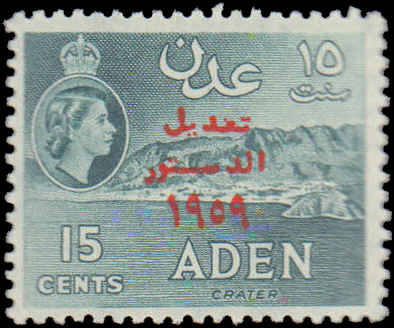 عدن ١٥
سنت
تعديل
الدستور
١٩٥٩
15
CENTS
ADEN
CRATER